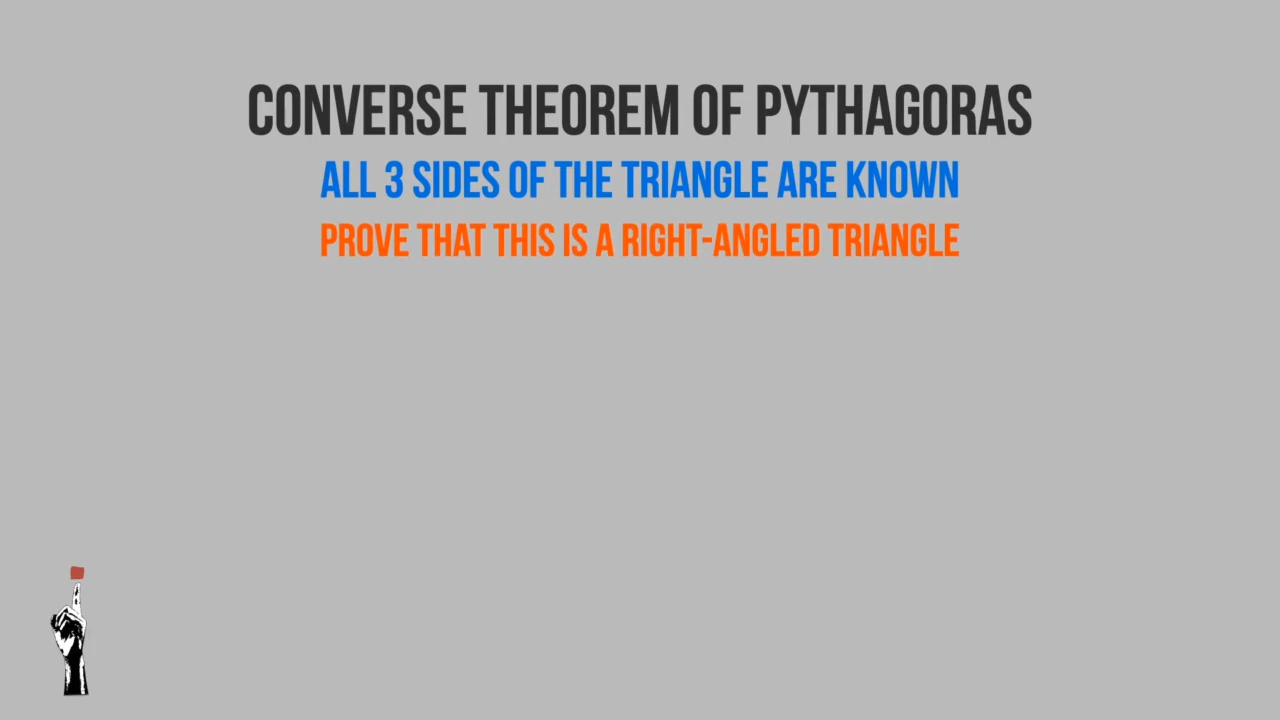 CONVERSE THEOREM OF PYTHAGORAS
ALL 3 SIDES OF THE TRIANGLE ARE KNOWN
PROVE THAT THIS IS A RIGHT-ANGLED TRIANGLE